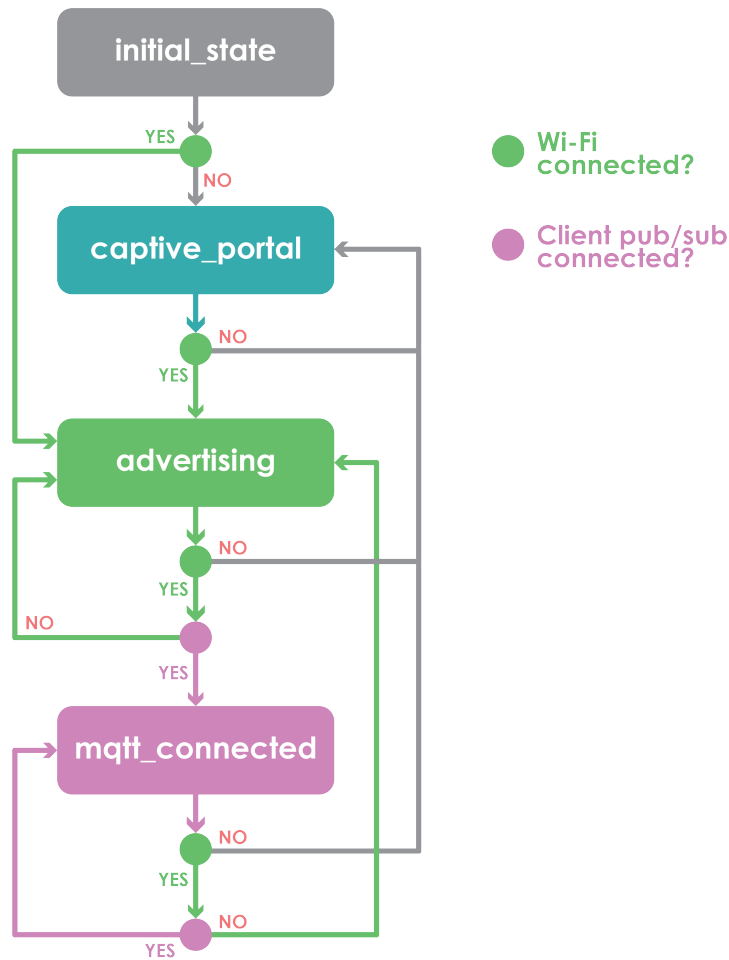 initial_state
YES
Wi-Fi
connected?
NO
captive_portal
Client pub/sub
connected?
NO
YES
advertising
NO
YES
NO
YES
mqtt_connected
NO
YES
NO
YES